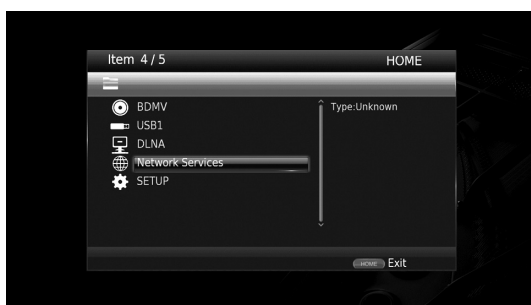 Item 4 / 5 HOME
BDMV Type:Unknown
USB1
DLNA
Network Services
SETUP
HOME Exit